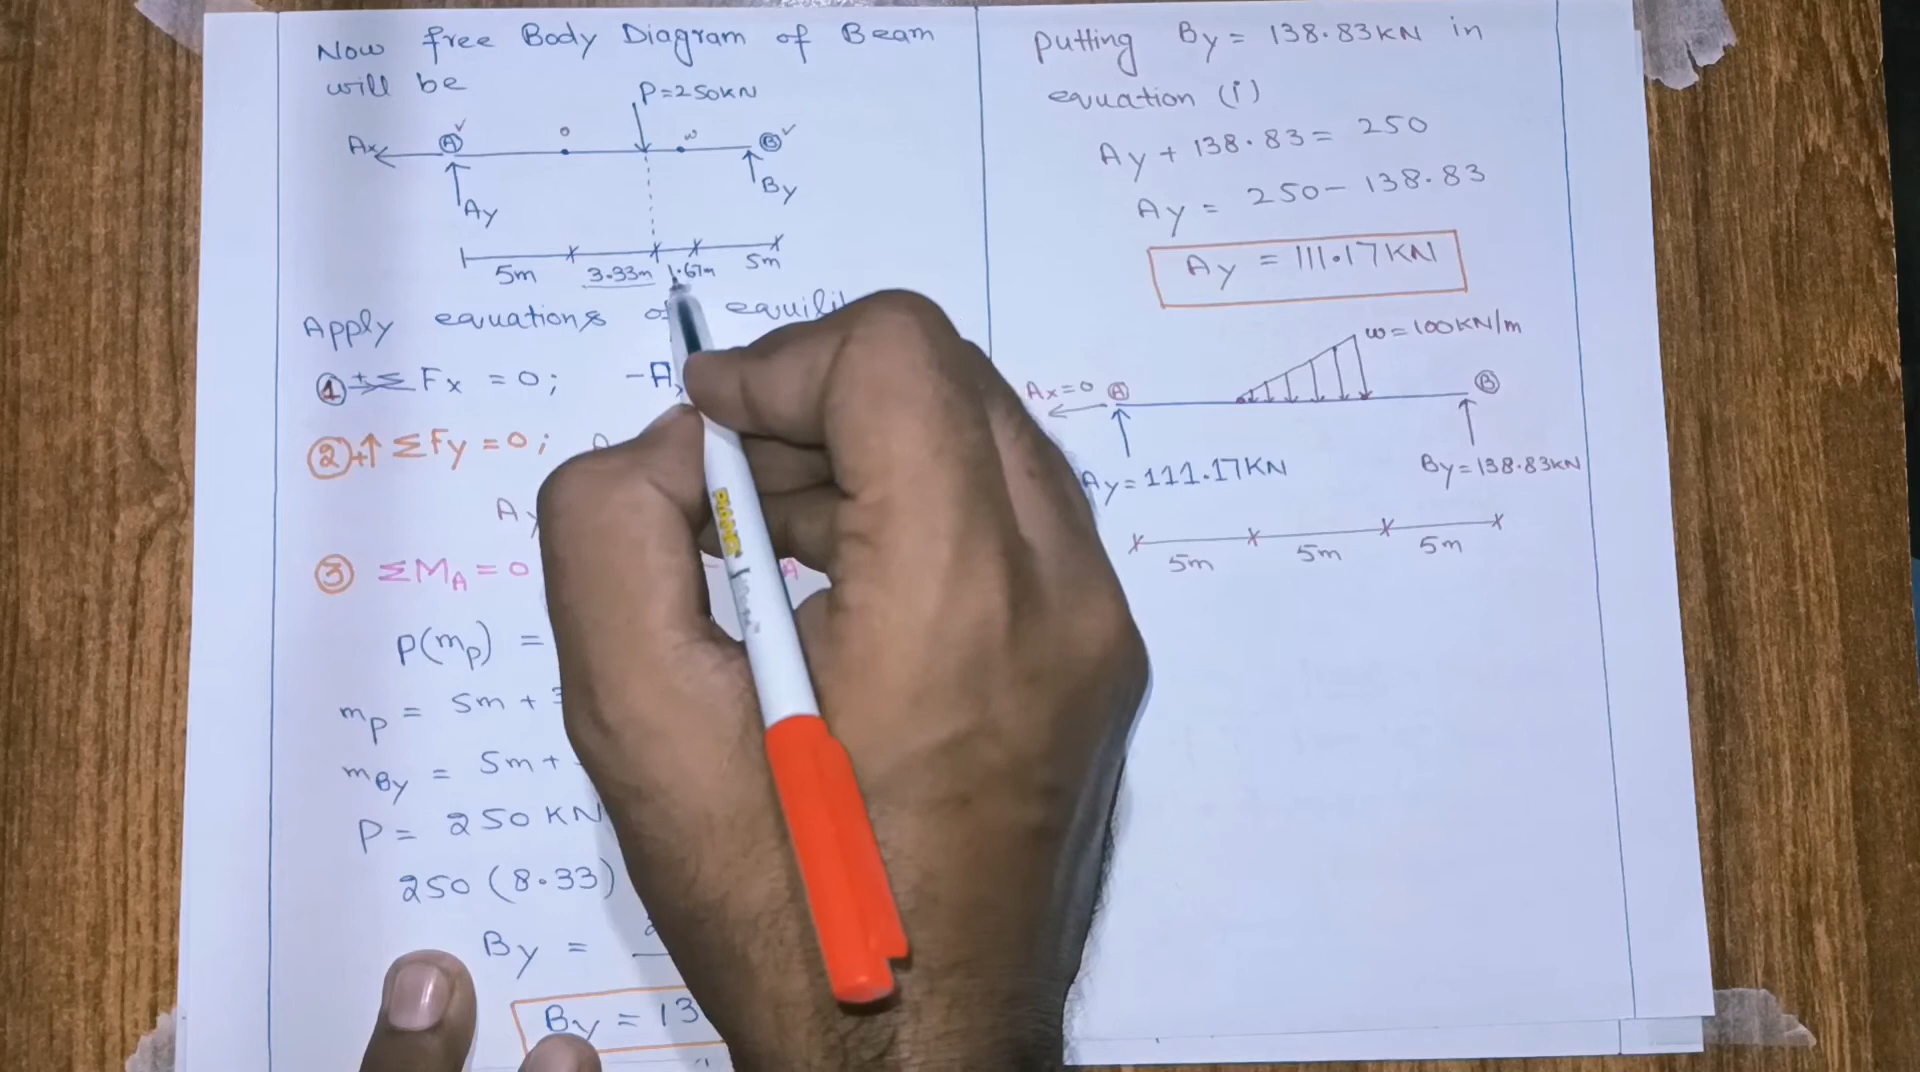 Now free Body Diagram of Beam
will be
P=250KN
Ax A o w B
Ay By
5m 3.33m 1.67m 5m
Apply equations of equili
① +→ΣFx = 0; -A
② +↑ ΣFy = 0;
Ay
③ ΣMA = 0 A
P(mp) =
mp = 5m +
mBy = 5m +
P = 250 KN
250 (8.33)
By =
By = 13
putting By = 138.83KN in
equation (i)
Ay + 138.83 = 250
Ay = 250 - 138.83
Ay = 111.17KN
w = 100KN/m
Ax=0 A B
Ay = 111.17KN By = 138.83KN
5m 5m 5m